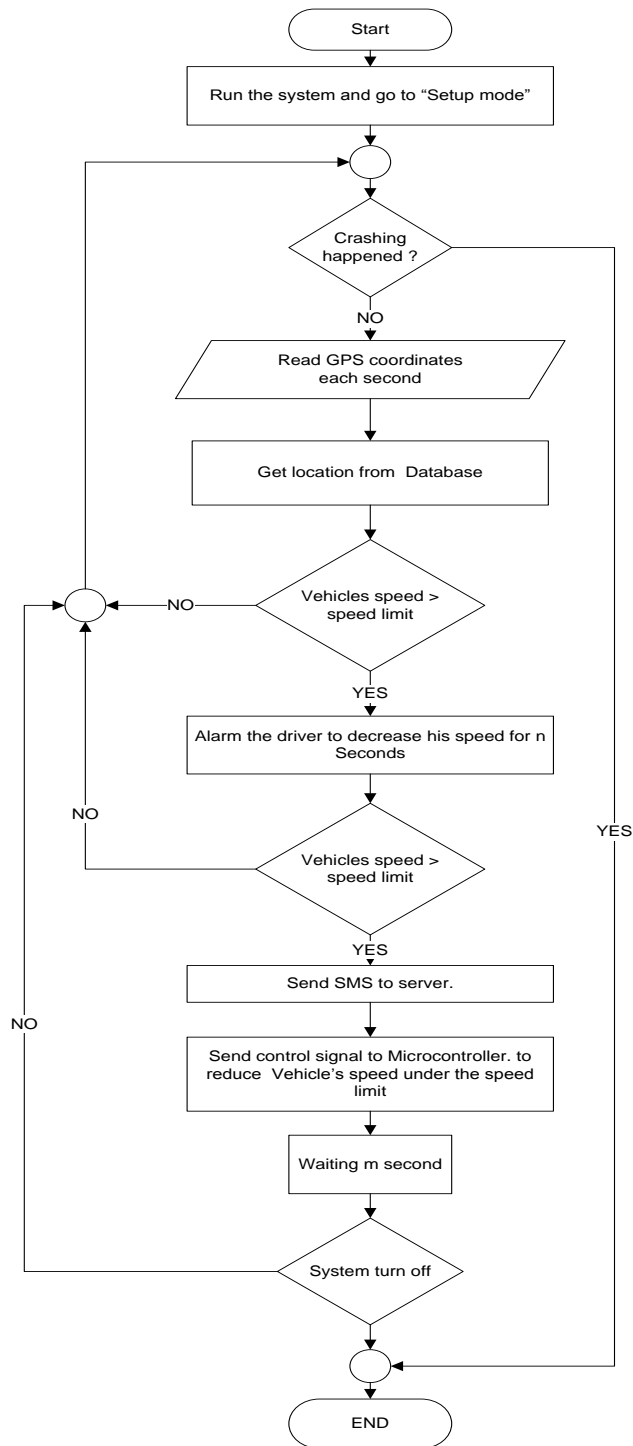 Start
Run the system and go to “Setup mode”
Crashing
happened ?
NO
Read GPS coordinates
each second
Get location from  Database
Vehicles speed >
speed limit
NO
YES
Alarm the driver to decrease his speed for n
Seconds
NO
Vehicles speed >
speed limit
YES
YES
Send SMS to server.
NO
Send control signal to Microcontroller. to
reduce  Vehicle’s speed under the speed
limit
Waiting m second
System turn off
END